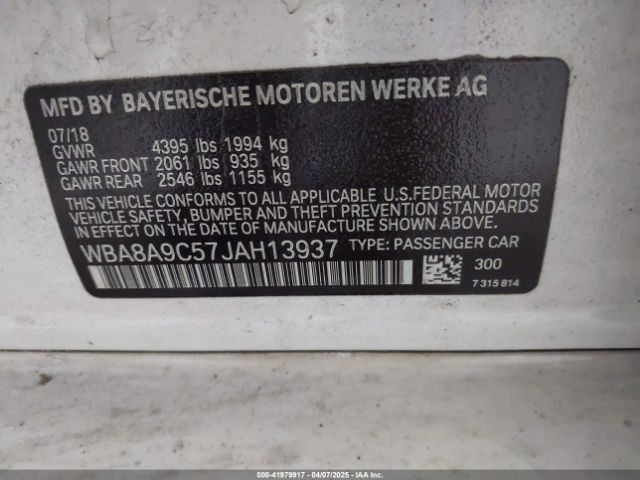 MFD BY BAYERISCHE MOTOREN WERKE AG
07/18
GVWR 4395 lbs 1994 kg
GAWR FRONT 2061 lbs 935 kg
GAWR REAR 2546 lbs 1155 kg
THIS VEHICLE CONFORMS TO ALL APPLICABLE U.S.FEDERAL MOTOR
VEHICLE SAFETY, BUMPER AND THEFT PREVENTION STANDARDS IN
EFFECT ON THE DATE OF MANUFACTURE SHOWN ABOVE.
WBA8A9C57JAH13937 TYPE: PASSENGER CAR
300
7 315 814
000-41979917 - 04/07/2025 - IAAI Inc.